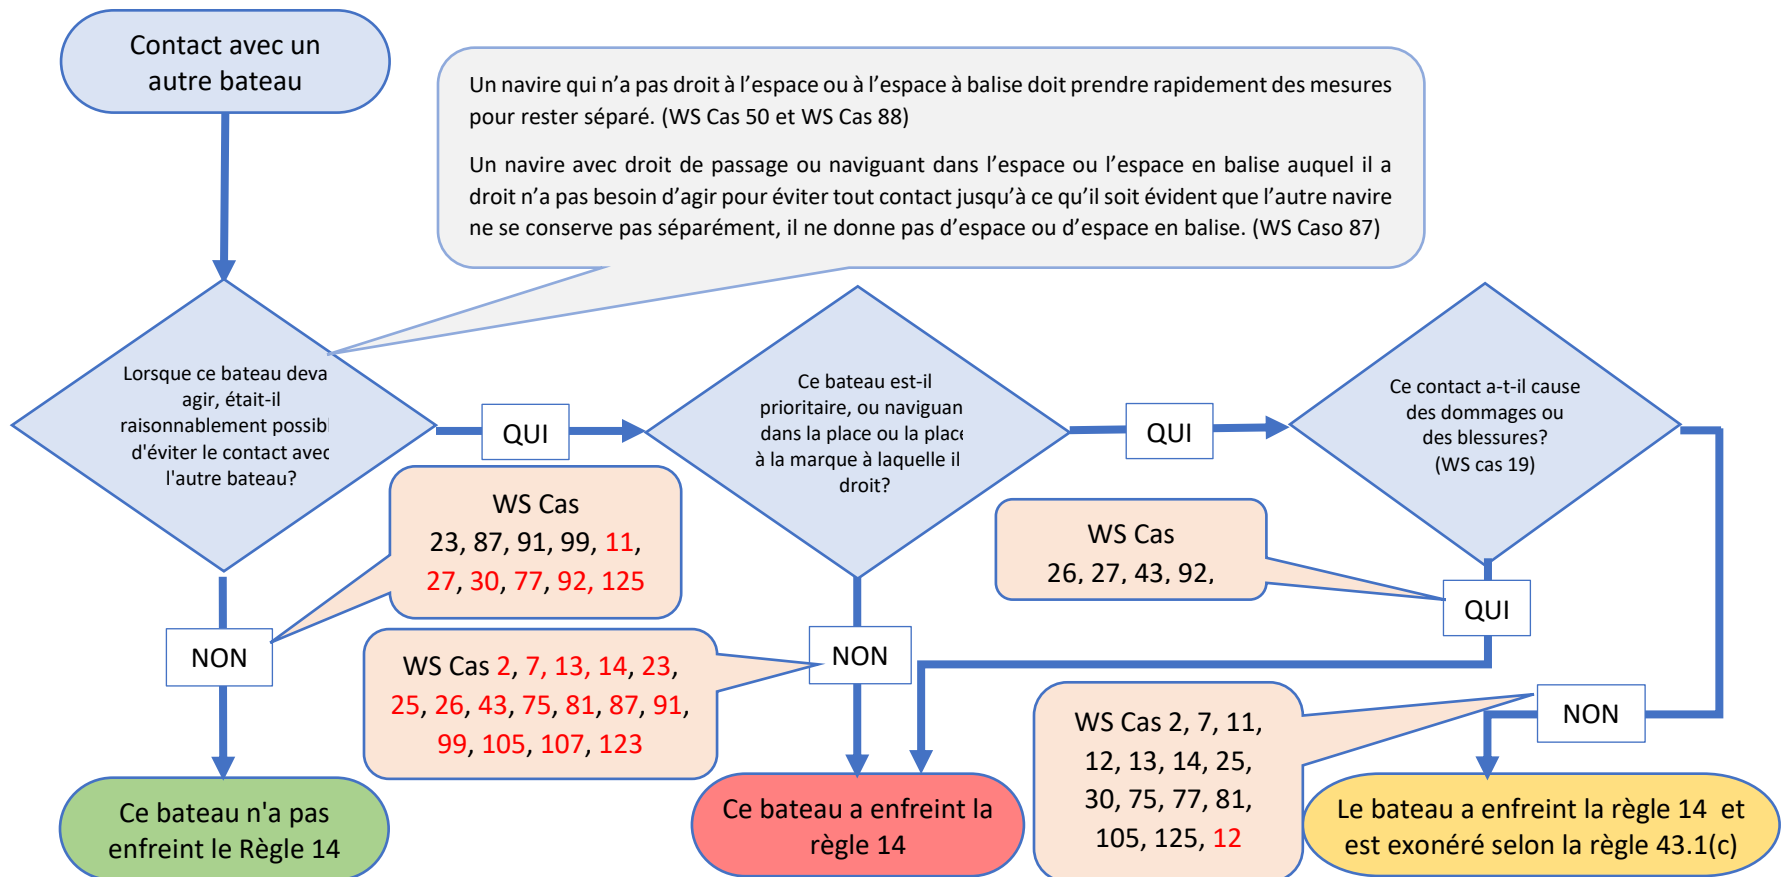 Contact avec un
autre bateau
Un navire qui n’a pas droit à l’espace ou à l’espace à balise doit prendre rapidement des mesures
pour rester séparé. (WS Cas 50 et WS Cas 88)
Un navire avec droit de passage ou naviguant dans l’espace ou l’espace en balise auquel il a
droit n’a pas besoin d’agir pour éviter tout contact jusqu’à ce qu’il soit évident que l’autre navire
ne se conserve pas séparément, il ne donne pas d’espace ou d’espace en balise. (WS Caso 87)
Lorsque ce bateau deva
agir, était-il
raisonnablement possibl
d'éviter le contact avec
l'autre bateau?
QUI
Ce bateau est-il
prioritaire, ou naviguan
dans la place ou la place
à la marque à laquelle il
droit?
QUI
Ce contact a-t-il cause
des dommages ou
des blessures?
(WS cas 19)
WS Cas
23, 87, 91, 99, 11,
27, 30, 77, 92, 125
WS Cas
26, 27, 43, 92,
QUI
NON
WS Cas 2, 7, 13, 14, 23,
25, 26, 43, 75, 81, 87, 91,
99, 105, 107, 123
NON
WS Cas 2, 7, 11,
12, 13, 14, 25,
30, 75, 77, 81,
105, 125, 12
NON
Ce bateau n'a pas
enfreint le Règle 14
Ce bateau a enfreint la
règle 14
Le bateau a enfreint la règle 14 et
est exonéré selon la règle 43.1(c)